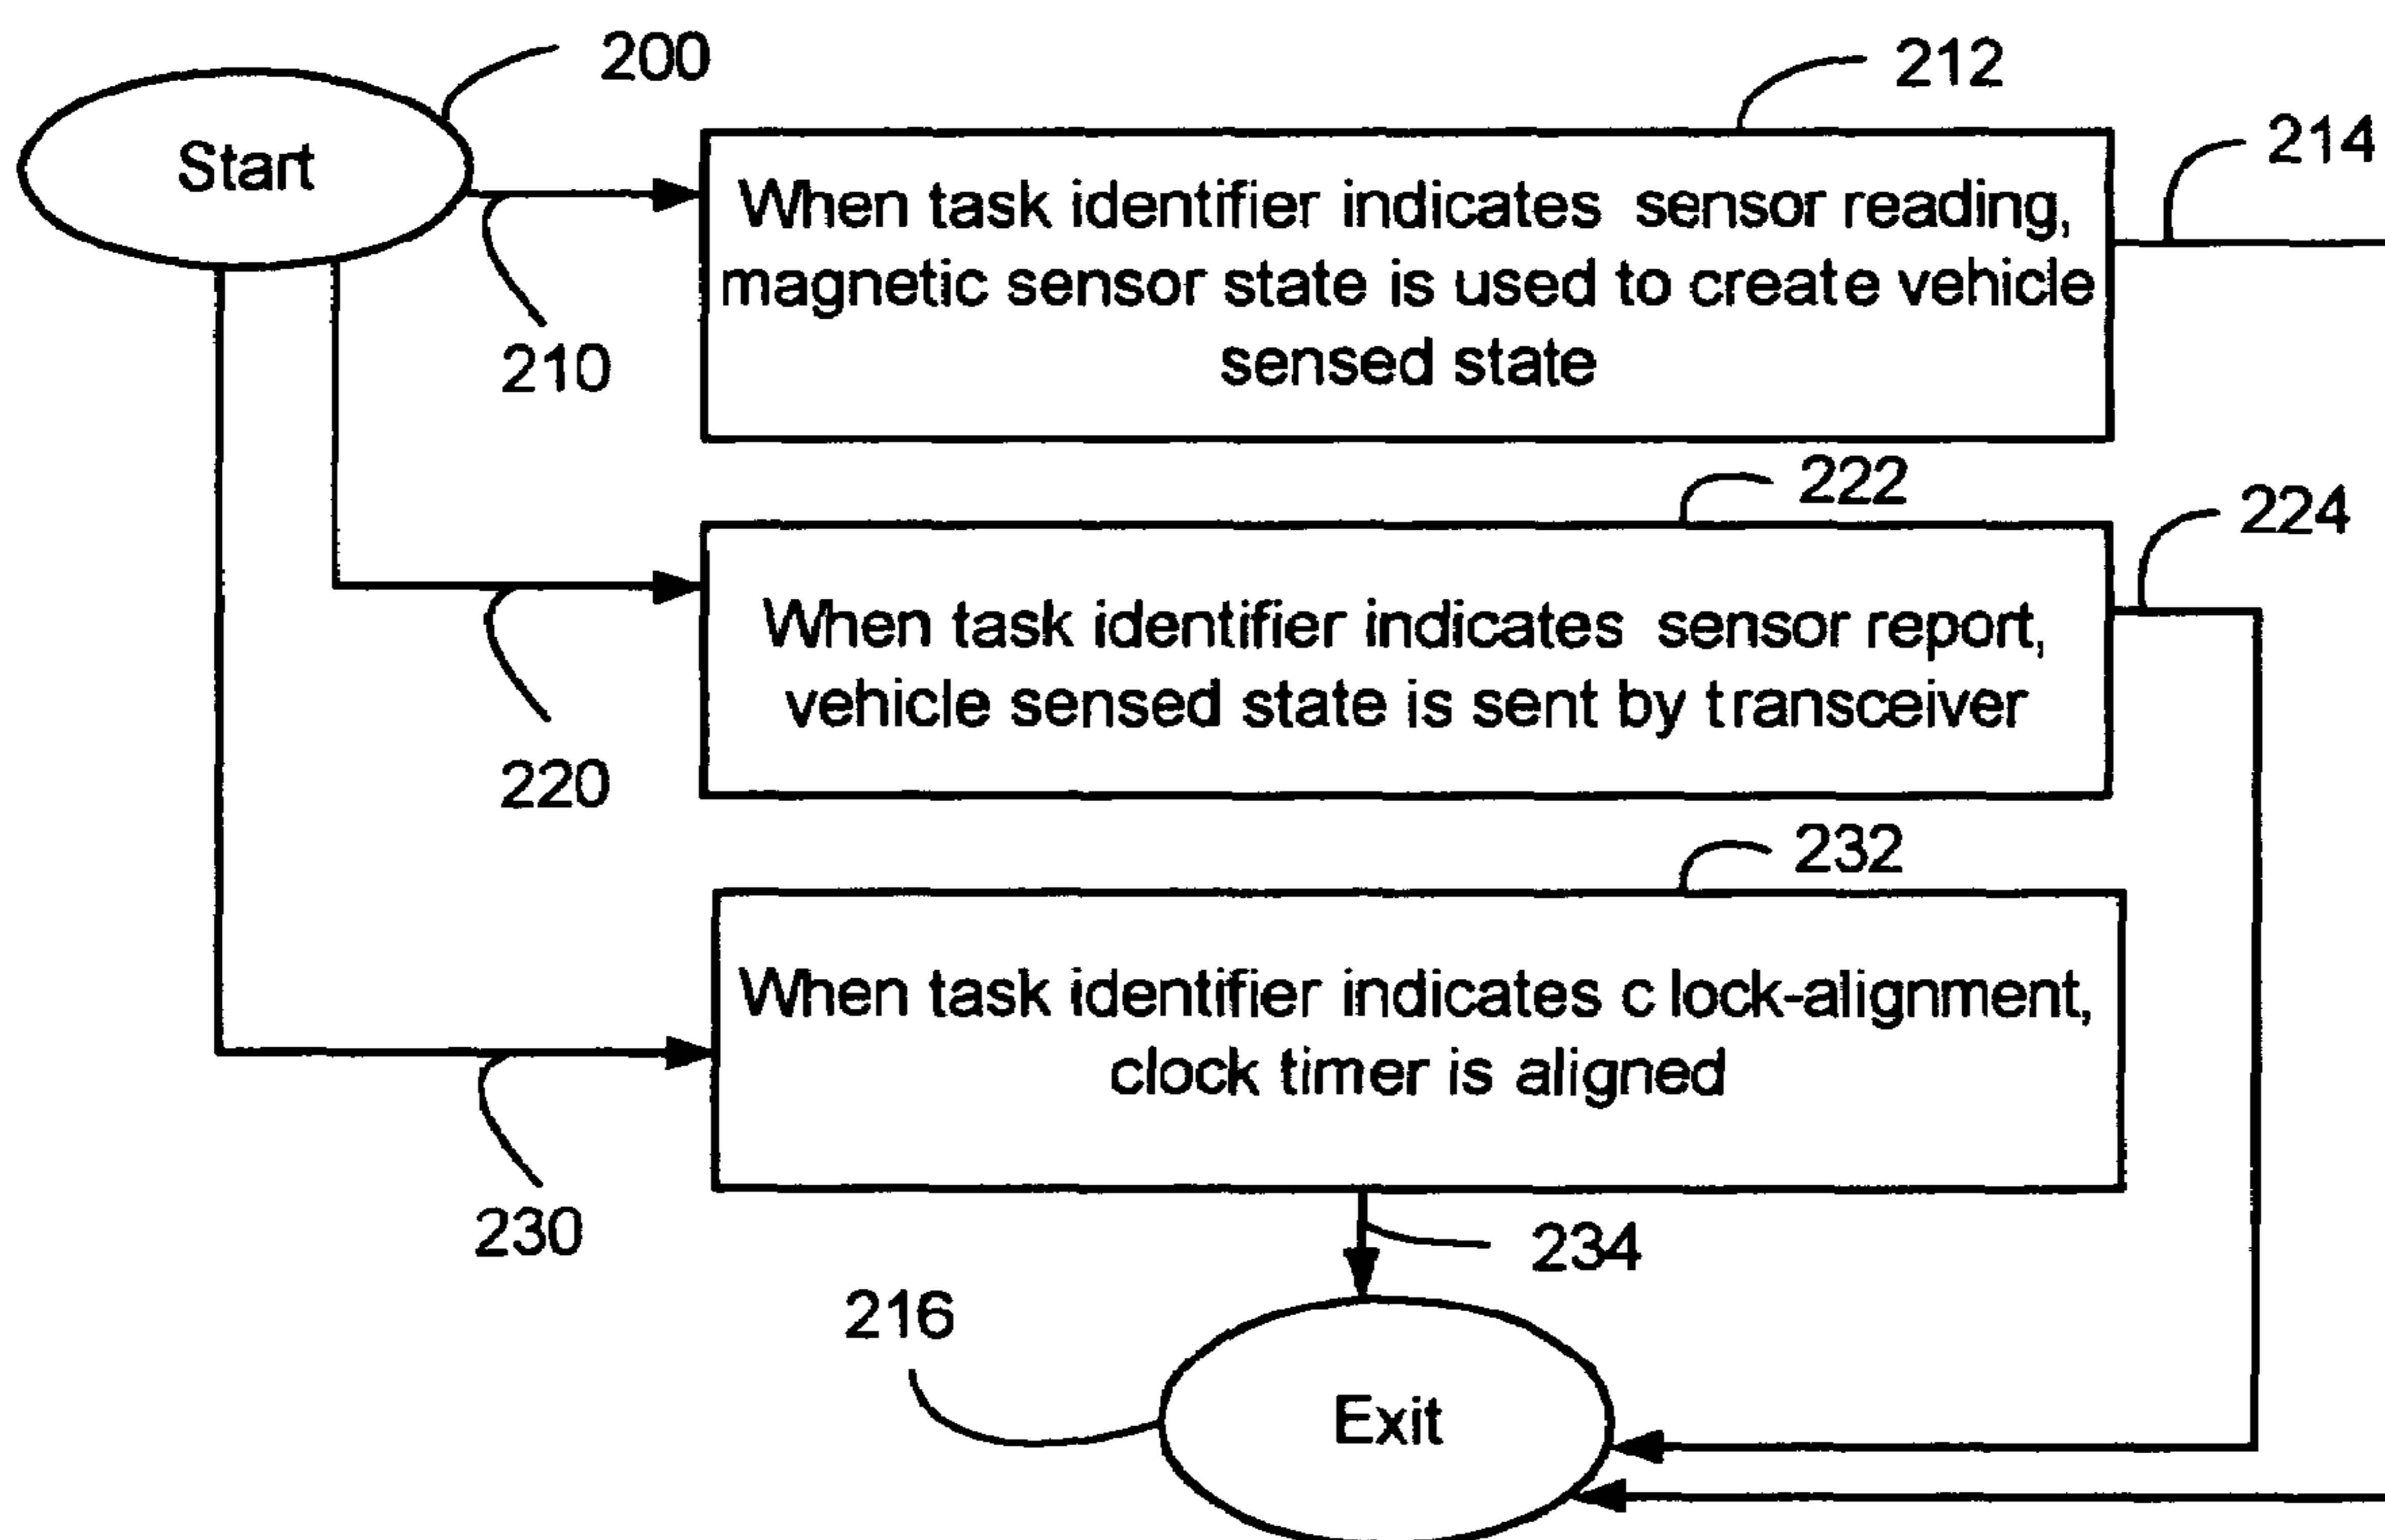 200
Start
212
214
When task identifier indicates sensor reading,
magnetic sensor state is used to create vehicle
sensed state
210
222
224
When task identifier indicates sensor report,
vehicle sensed state is sent by transceiver
220
232
When task identifier indicates c lock-alignment,
clock timer is aligned
230
234
216
Exit